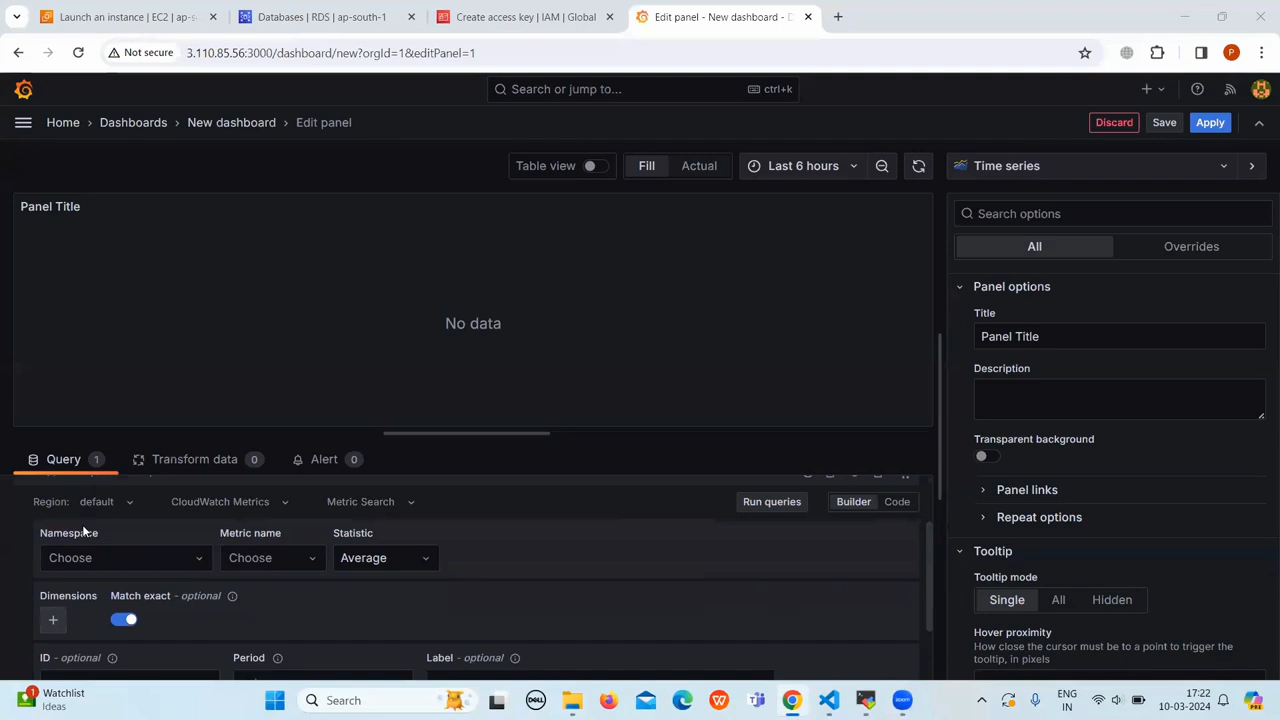 Launch an instance | EC2 | ap-s
Databases | RDS | ap-south-1
Create access key | IAM | Global
Edit panel - New dashboard - D
Not secure
3.110.85.56:3000/dashboard/new?orgId=1&editPanel=1
P
Search or jump to...
ctrl+k
Home
Dashboards
New dashboard
Edit panel
Discard
Save
Apply
Table view
Fill
Actual
Last 6 hours
Time series
Panel Title
Search options
All
Overrides
Panel options
Title
Panel Title
No data
Description
Transparent background
Query 1
Transform data 0
Alert 0
Panel links
Region: default
CloudWatch Metrics
Metric Search
Run queries
Builder
Code
Repeat options
Namespace
Metric name
Statistic
Choose
Choose
Average
Tooltip
Tooltip mode
Dimensions
Match exact - optional
Single
All
Hidden
Hover proximity
How close the cursor must be to a point to trigger the
tooltip, in pixels
ID - optional
Period
Label - optional
1
Watchlist
Ideas
Search
DELL
zoom
ENG
IN
17:22
10-03-2024
PRE